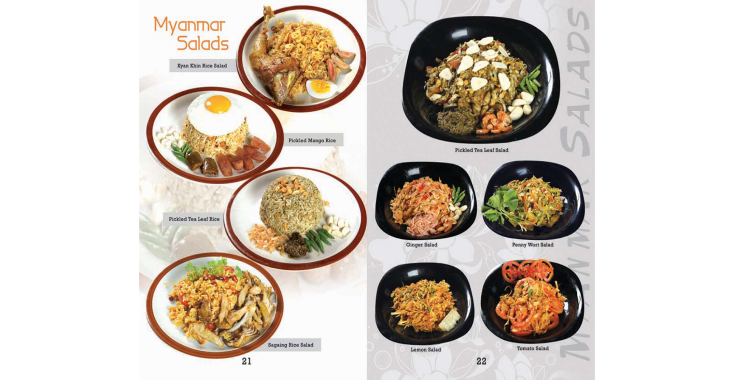 Myanmar
Salads
Kyan Khin Rice Salad
Pickled Mango Rice
Pickled Tea Leaf Rice
Sagaing Rice Salad
21
Pickled Tea Leaf Salad
Ginger Salad
Penny Wort Salad
Lemon Salad
Tomato Salad
22
Myanmar Salads